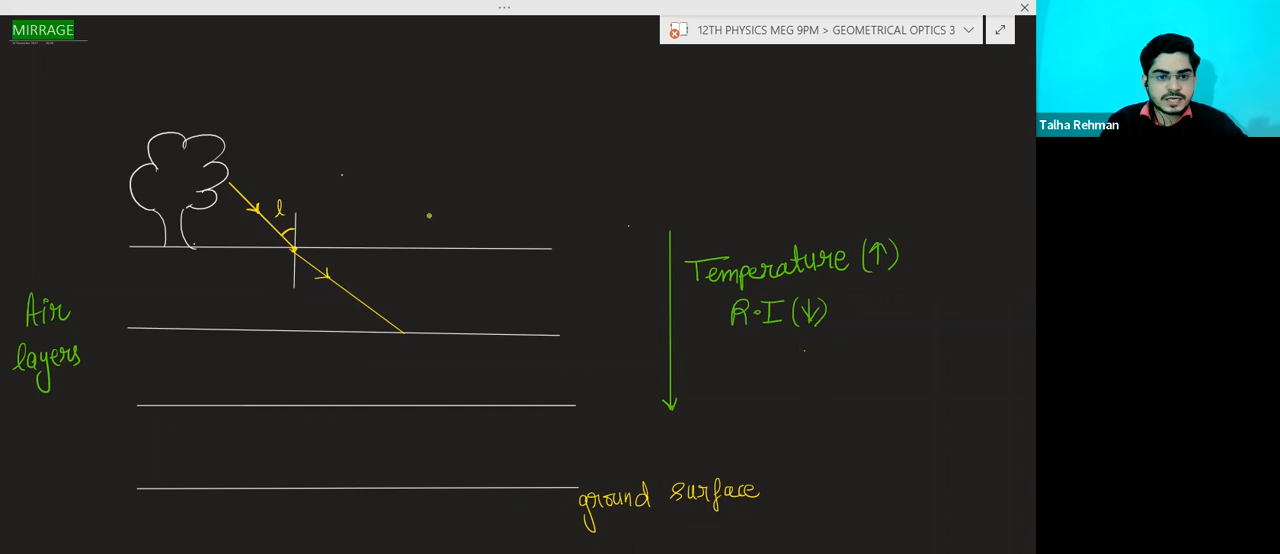 MIRRAGE
12TH PHYSICS MEG 9PM > GEOMETRICAL OPTICS 3
Talha Rehman
i
Temperature (↑)
R.I (↓)
Air
layers
ground surface